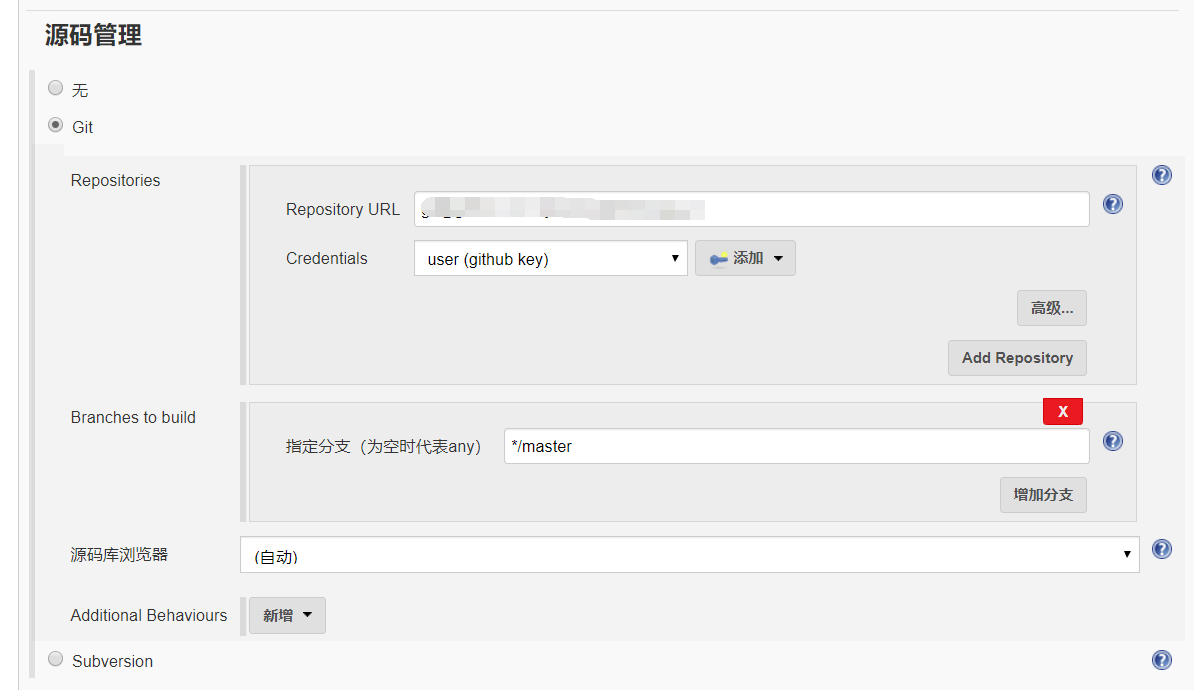 源码管理
无
Git
Repositories
Repository URL
Credentials
user (github key)
添加
高级...
Add Repository
Branches to build
X
指定分支（为空时代表any）
*/master
增加分支
源码库浏览器
(自动)
Additional Behaviours
新增
Subversion